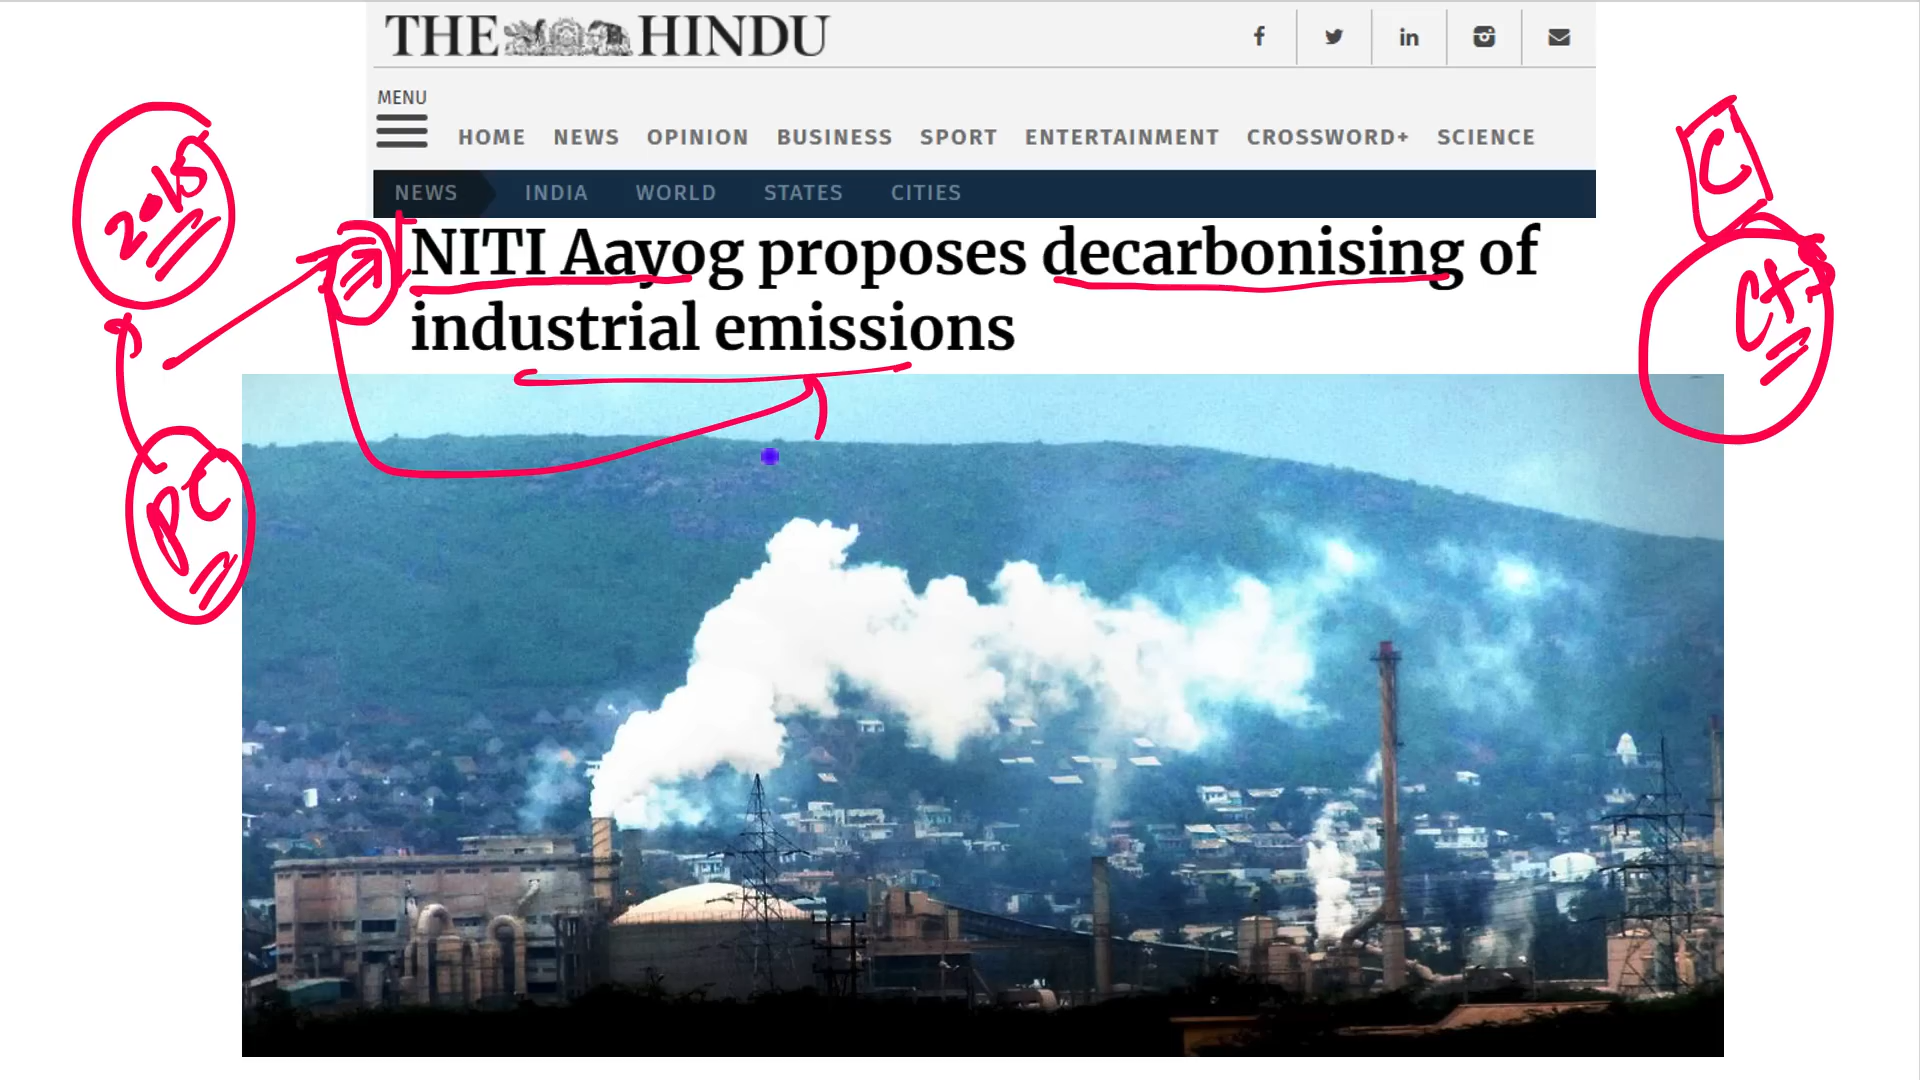 THE HINDU
MENU
HOME NEWS OPINION BUSINESS SPORT ENTERTAINMENT CROSSWORD+ SCIENCE
NEWS INDIA WORLD STATES CITIES
NITI Aayog proposes decarbonising of
industrial emissions
2015
PC
C